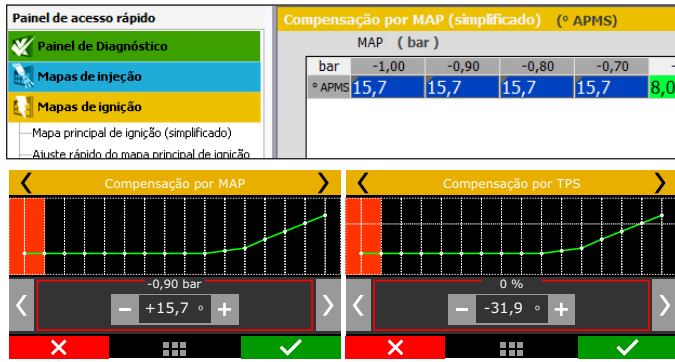 Painel de acesso rápido
Painel de Diagnóstico
Mapas de injeção
Mapas de ignição
Mapa principal de ignição (simplificado)
Ajuste rápido do mapa principal de ignição
Compensação por MAP (simplificado) (° APMS)
MAP ( bar )
bar -1,00 -0,90 -0,80 -0,70 -
° APMS 15,7 15,7 15,7 15,7 8,0
Compensação por MAP
-0,90 bar
+15,7 °
Compensação por TPS
0 %
-31,9 °